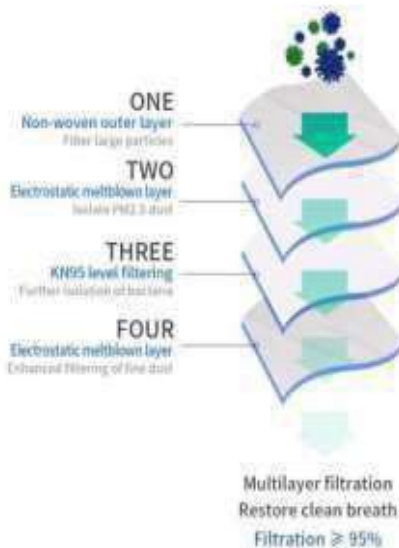 ONE
Non-woven outer layer
Filter large particles
TWO
Electrostatic meltblown layer
Isolate PM2.5 dust
THREE
KN95 level filtering
Further isolation of bacteria
FOUR
Electrostatic meltblown layer
Enhanced filtering of fine dust
Multilayer filtration
Restore clean breath
Filtration ⩾ 95%